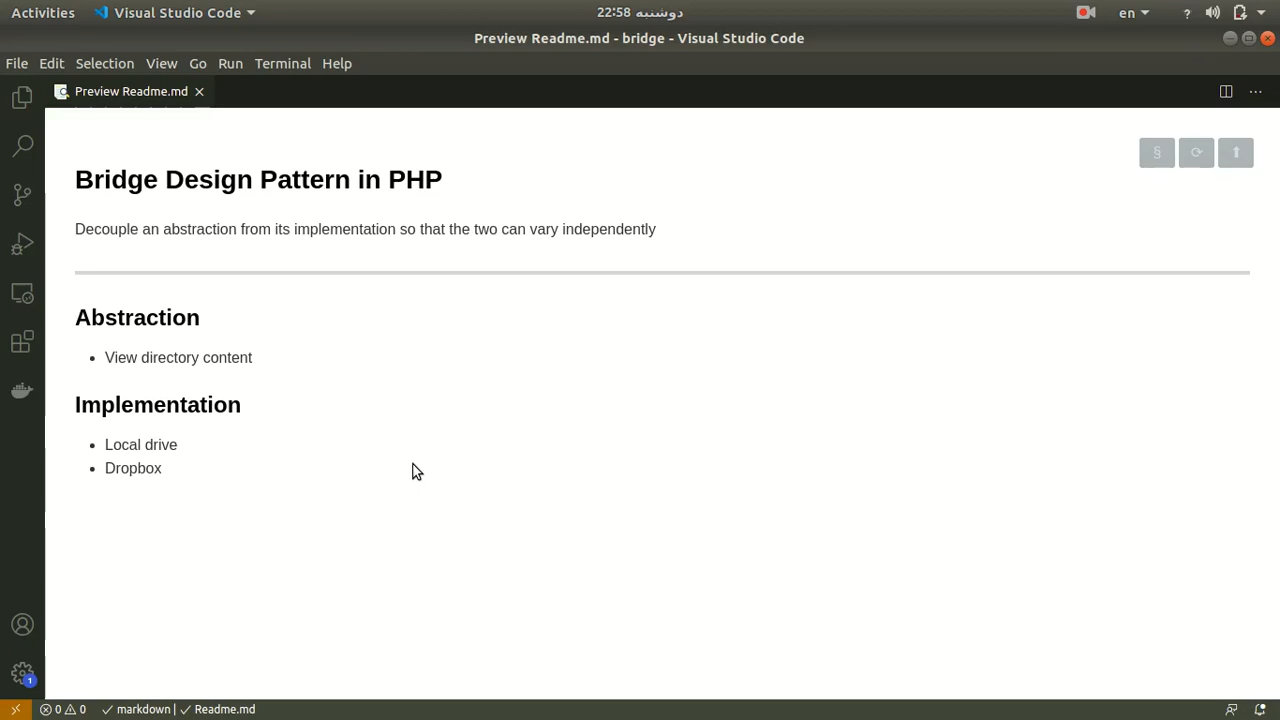 Activities Visual Studio Code دوشنبه 22:58 en ?
Preview Readme.md - bridge - Visual Studio Code
File Edit Selection View Go Run Terminal Help
Preview Readme.md
§
Bridge Design Pattern in PHP
Decouple an abstraction from its implementation so that the two can vary independently
Abstraction
• View directory content
Implementation
• Local drive
• Dropbox
1
0 0 markdown | Readme.md